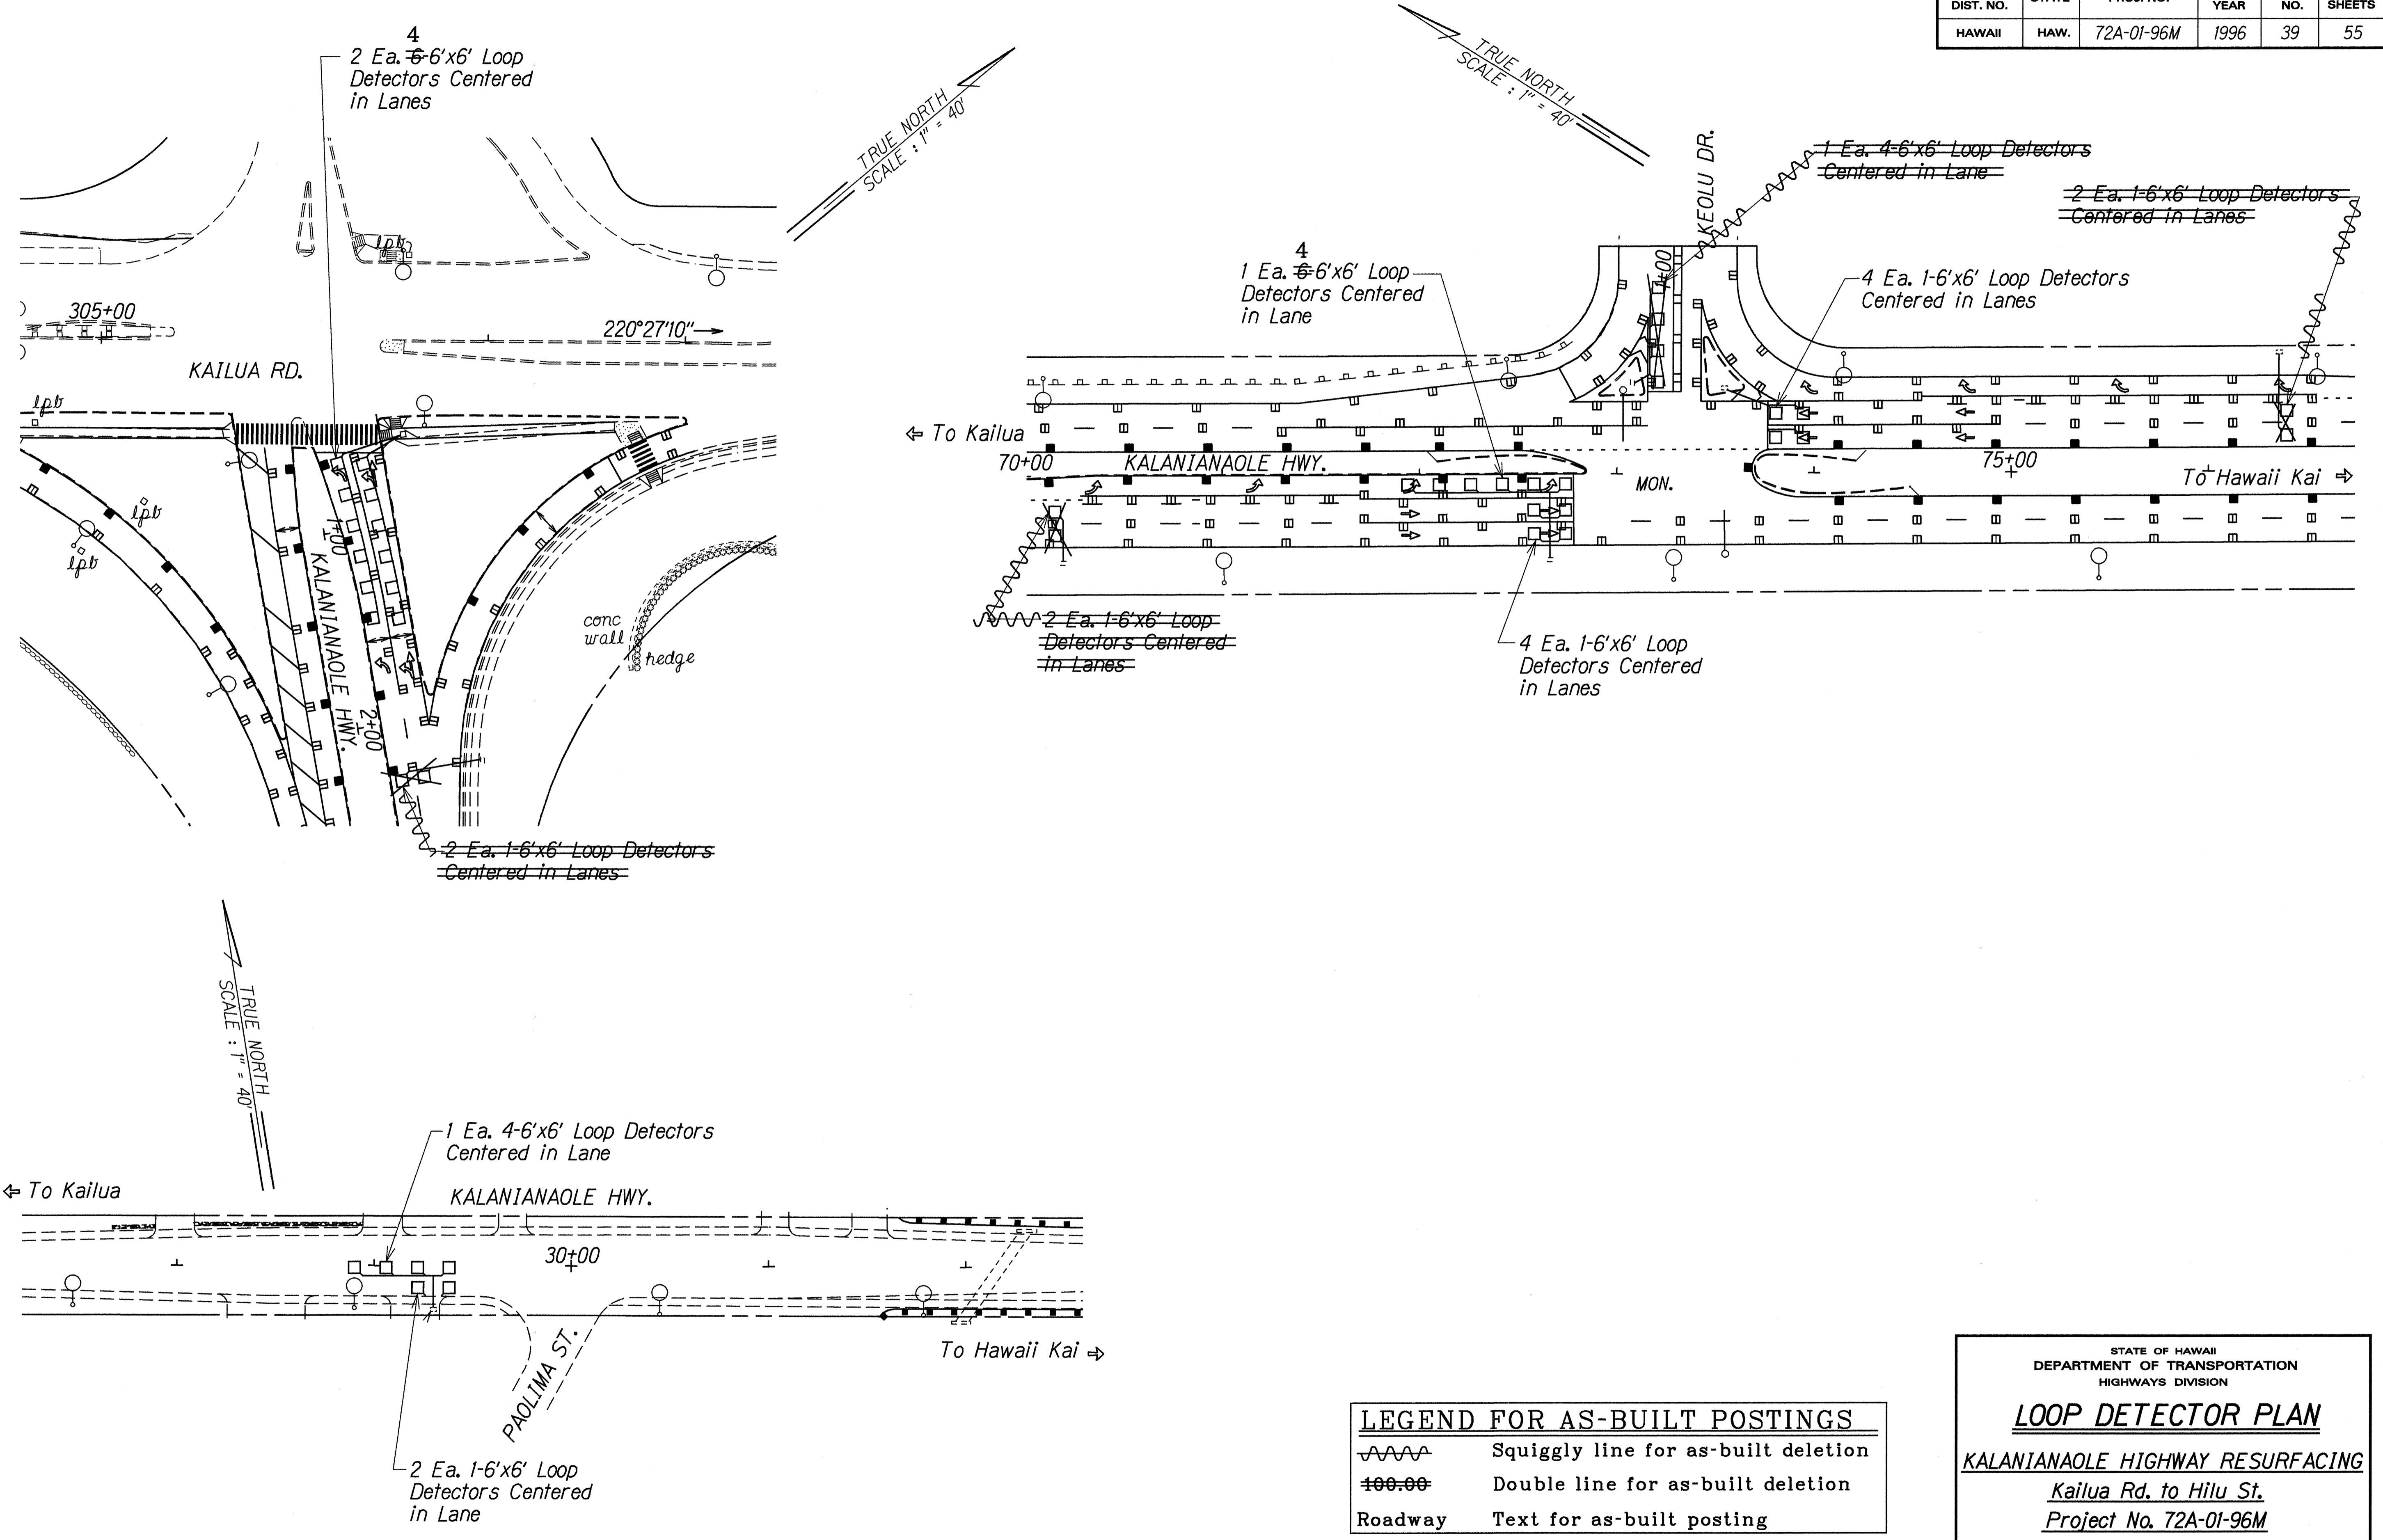 DIST. NO.
YEAR
NO.
SHEETS
HAWAII HAW. 72A-01-96M 1996 39 55
4
2 Ea. 6-6'x6' Loop
Detectors Centered
in Lanes
TRUE NORTH
SCALE : 1" = 40'
lpb
305+00
220°27'10"
KAILUA RD.
lpb
lpb
lpb
1+00
KALANIANAOLE HWY.
2+00
conc
wall
hedge
2 Ea. 1-6'x6' Loop Detectors
Centered in Lanes
TRUE NORTH
SCALE : 1" = 40'
KEOLU DR.
1 Ea. 4-6'x6' Loop Detectors
Centered in Lane
2 Ea. 1-6'x6' Loop Detectors
Centered in Lanes
4
1 Ea. 6-6'x6' Loop
Detectors Centered
in Lane
1+00
4 Ea. 1-6'x6' Loop Detectors
Centered in Lanes
To Kailua
70+00
KALANIANAOLE HWY.
MON.
75+00
To Hawaii Kai
2 Ea. 1-6'x6' Loop
Detectors Centered
in Lanes
4 Ea. 1-6'x6' Loop
Detectors Centered
in Lanes
TRUE NORTH
SCALE : 1" = 40'
1 Ea. 4-6'x6' Loop Detectors
Centered in Lane
To Kailua
KALANIANAOLE HWY.
30+00
PAOLIMA ST.
To Hawaii Kai
2 Ea. 1-6'x6' Loop
Detectors Centered
in Lane
LEGEND FOR AS-BUILT POSTINGS
Squiggly line for as-built deletion
100.00 Double line for as-built deletion
Roadway Text for as-built posting
STATE OF HAWAII
DEPARTMENT OF TRANSPORTATION
HIGHWAYS DIVISION
LOOP DETECTOR PLAN
KALANIANAOLE HIGHWAY RESURFACING
Kailua Rd. to Hilu St.
Project No. 72A-01-96M